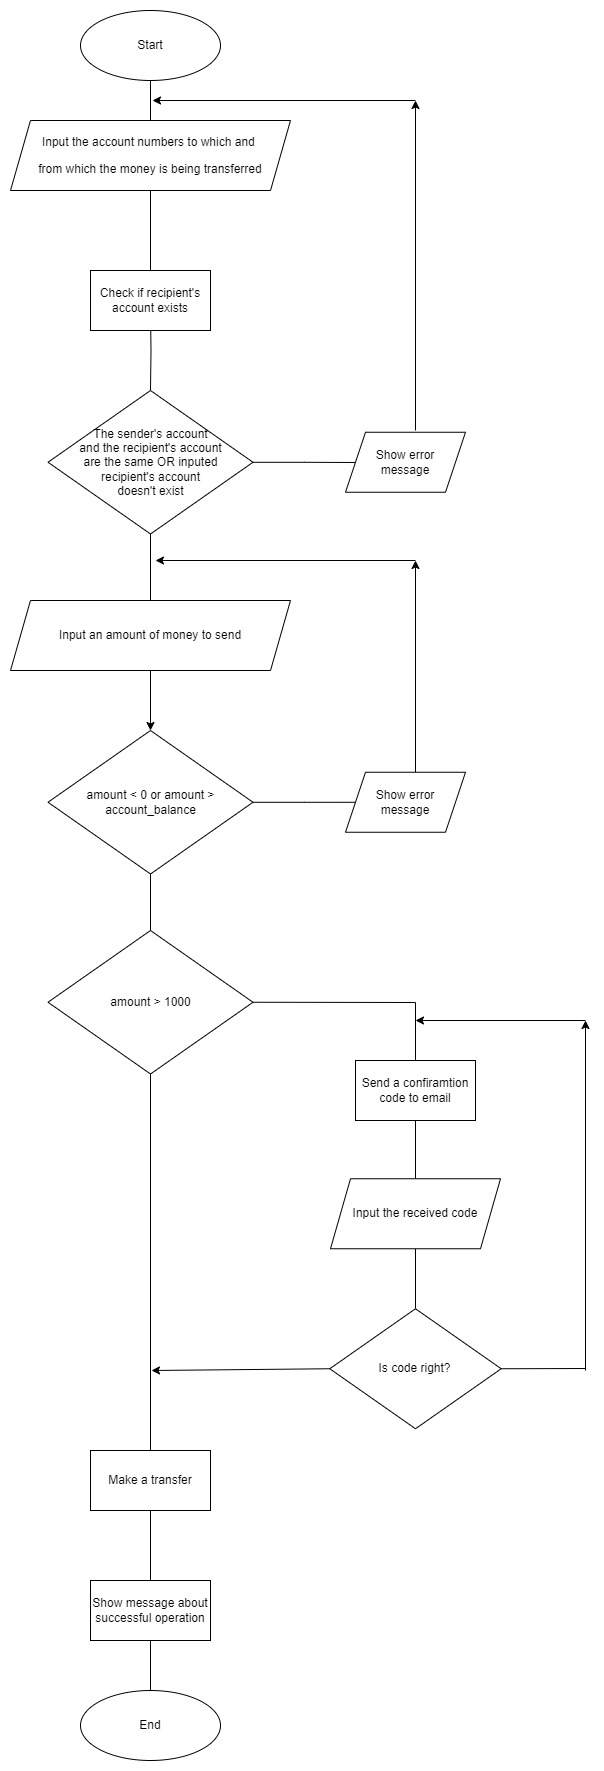 Start
Input the account numbers to which and
from which the money is being transferred
Check if recipient's
account exists
The sender's account
and the recipient's account
are the same OR inputed
recipient's account
doesn't exist
Show error
message
Input an amount of money to send
amount < 0 or amount >
account_balance
Show error
message
amount > 1000
Send a confiramtion
code to email
Input the received code
Is code right?
Make a transfer
Show message about
successful operation
End